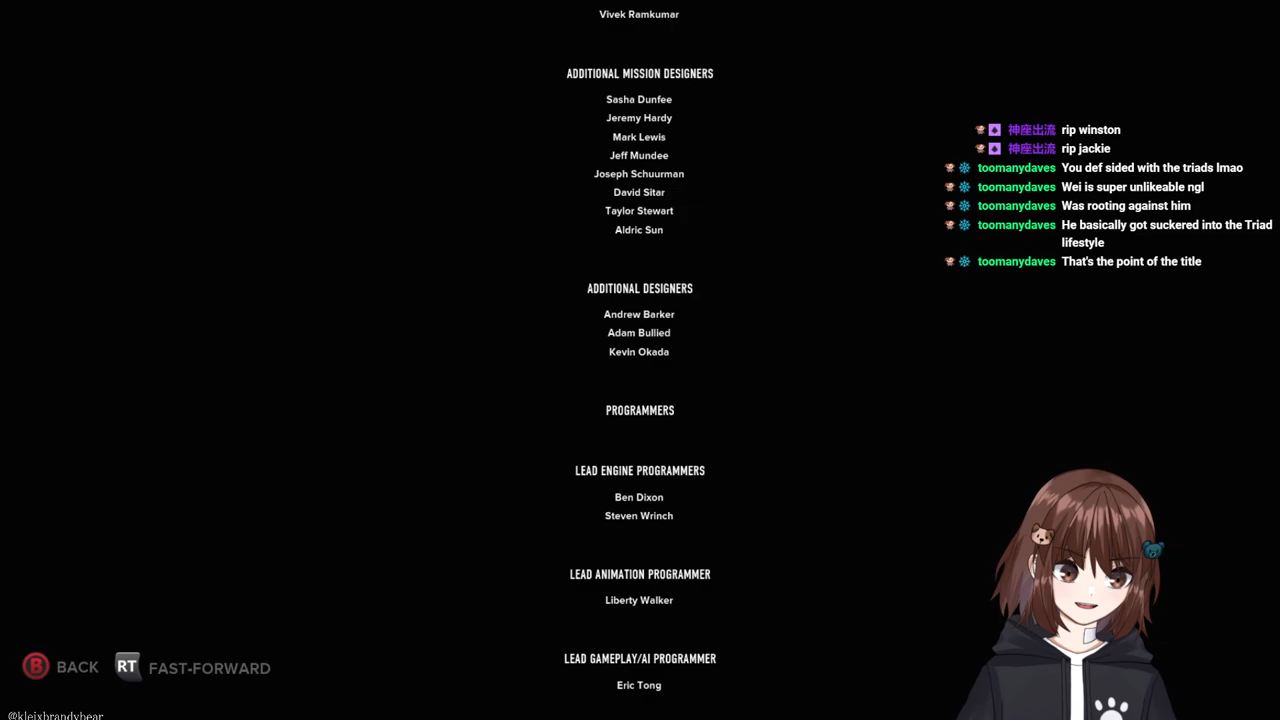 Vivek Ramkumar
ADDITIONAL MISSION DESIGNERS
Sasha Dunfee
Jeremy Hardy
Mark Lewis
Jeff Mundee
Joseph Schuurman
David Sitar
Taylor Stewart
Aldric Sun
ADDITIONAL DESIGNERS
Andrew Barker
Adam Bullied
Kevin Okada
PROGRAMMERS
LEAD ENGINE PROGRAMMERS
Ben Dixon
Steven Wrinch
LEAD ANIMATION PROGRAMMER
Liberty Walker
LEAD GAMEPLAY/AI PROGRAMMER
Eric Tong
神座出流 rip winston
神座出流 rip jackie
toomanydaves You def sided with the triads lmao
toomanydaves Wei is super unlikeable ngl
toomanydaves Was rooting against him
toomanydaves He basically got suckered into the Triad
lifestyle
toomanydaves That's the point of the title
B BACK RT FAST-FORWARD
@kleixbrandybear